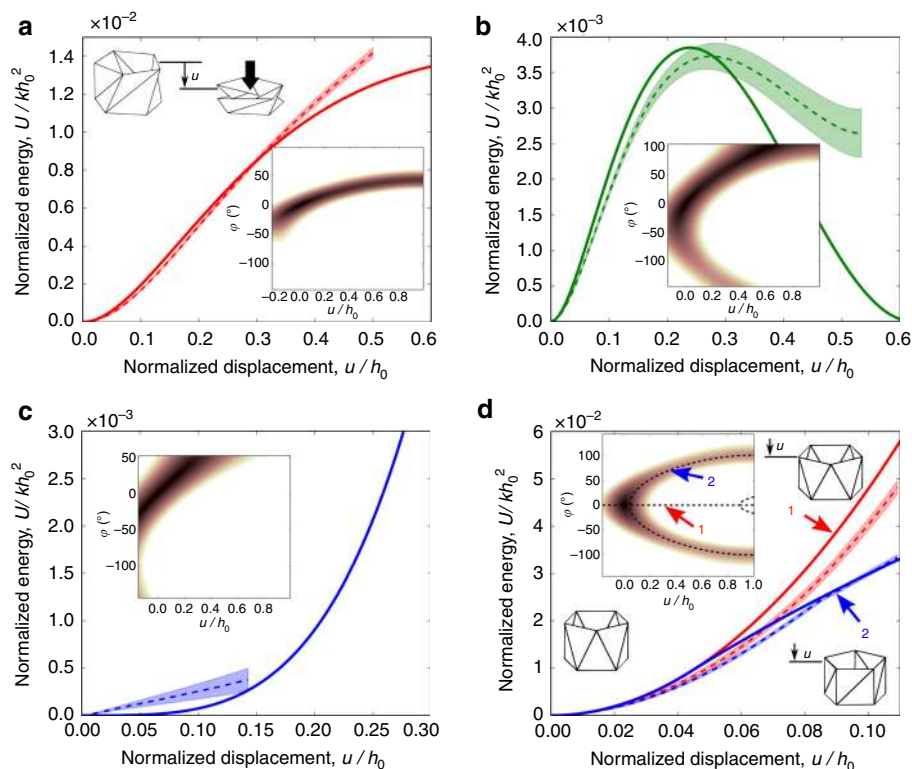 a
×10⁻²
1.4
1.2
1.0
0.8
0.6
0.4
0.2
0.0
Normalized energy, U / kh₀²
u
50
0
−50
−100
φ (°)
−0.2 0.0 0.2 0.4 0.6 0.8
u / h₀
0.0 0.1 0.2 0.3 0.4 0.5 0.6
Normalized displacement, u / h₀
b
×10⁻³
4.0
3.5
3.0
2.5
2.0
1.5
1.0
0.5
0.0
Normalized energy, U / kh₀²
100
50
0
−50
−100
φ (°)
0.0 0.2 0.4 0.6 0.8
u / h₀
0.0 0.1 0.2 0.3 0.4 0.5 0.6
Normalized displacement, u / h₀
c
×10⁻³
3.0
2.5
2.0
1.5
1.0
0.5
0.0
Normalized energy, U/ kh₀²
50
0
−50
−100
φ (°)
0.0 0.2 0.4 0.6 0.8
u / h₀
0.00 0.05 0.10 0.15 0.20 0.25 0.30
Normalized displacement, u / h₀
d
×10⁻²
6
5
4
3
2
1
0
Normalized energy, U/ kh₀²
100
50
0
−50
−100
φ (°)
2
1
0.0 0.2 0.4 0.6 0.8 1.0
u / h₀
u
1
2
u
0.00 0.02 0.04 0.06 0.08 0.10
Normalized displacement, u / h₀